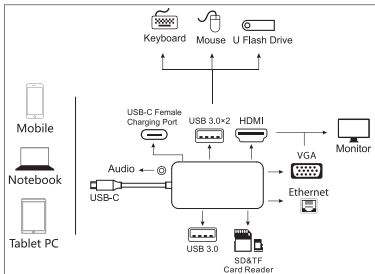 Keyboard Mouse U Flash Drive
USB-C Female
Charging Port
USB 3.0×2
HDMI
Mobile
Monitor
VGA
Audio
Notebook
USB-C
Ethernet
Tablet PC
USB 3.0
SD&TF
Card Reader